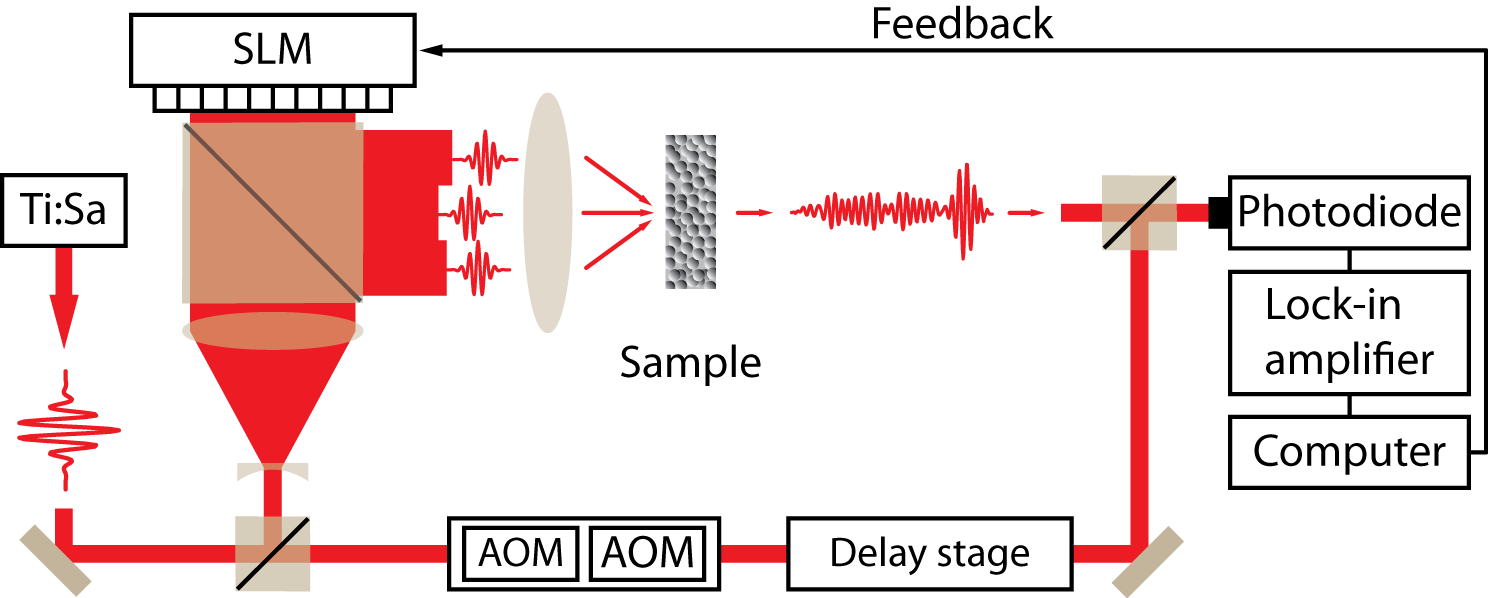 Feedback
SLM
Ti:Sa
Photodiode
Lock-in
amplifier
Sample
Computer
AOM
AOM
Delay stage